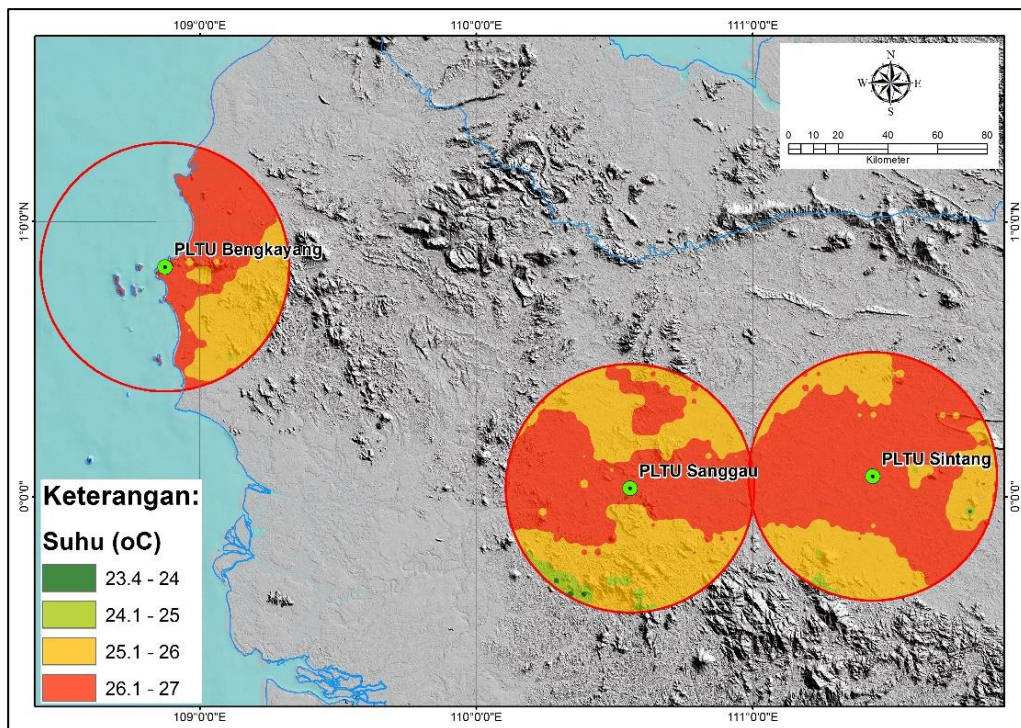 109°0'0"E 110°0'0"E 111°0'0"E
N
W E
S
0 10 20 40 60 80
Kilometer
1°0'0"N 1°0'0"N
PLTU Bengkayang
PLTU Sanggau
PLTU Sintang
0°0'0" 0°0'0"
Keterangan:
Suhu (oC)
23.4 - 24
24.1 - 25
25.1 - 26
26.1 - 27
109°0'0"E 110°0'0"E 111°0'0"E